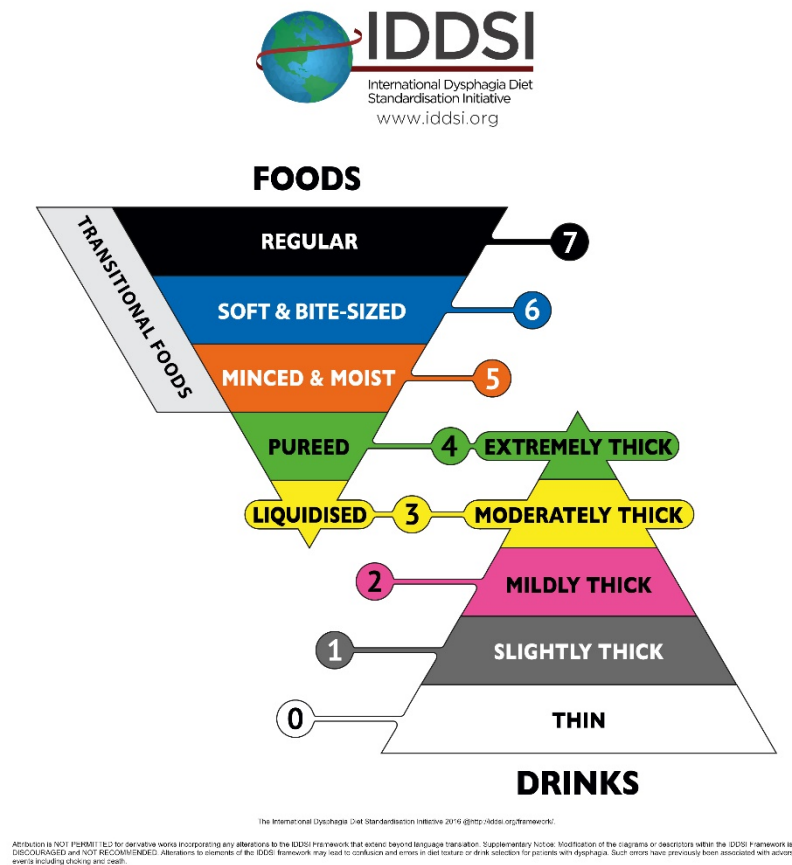 IDDSI
International Dysphagia Diet
Standardisation Initiative
www.iddsi.org
FOODS
TRANSITIONAL FOODS
REGULAR
7
SOFT & BITE-SIZED
6
MINCED & MOIST
5
PUREED
4
EXTREMELY THICK
LIQUIDISED
3
MODERATELY THICK
2
MILDLY THICK
1
SLIGHTLY THICK
0
THIN
DRINKS
The International Dysphagia Diet Standardisation Initiative 2016 @http://iddsi.org/framework/.
Attribution is NOT PERMITTED for derivative works incorporating any alterations to the IDDSI Framework that extend beyond language translation. Supplementary Notice: Modification of the diagrams or descriptors within the IDDSI Framework is
DISCOURAGED and NOT RECOMMENDED. Alterations to elements of the IDDSI framework may lead to confusion and errors in diet texture or drink selection for patients with dysphagia. Such errors have previously been associated with
events including choking and death.